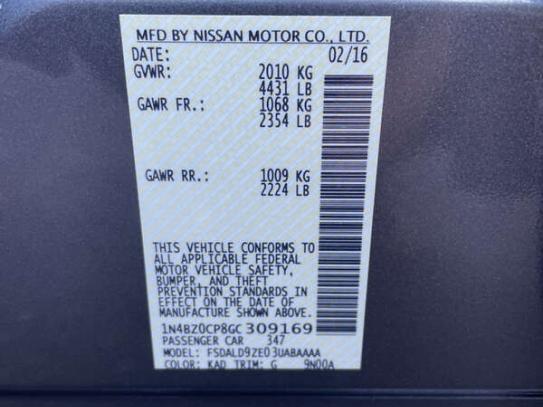 MFD BY NISSAN MOTOR CO., LTD.
DATE: 02/16
GVWR: 2010 KG
4431 LB
GAWR FR.: 1068 KG
2354 LB
GAWR RR.: 1009 KG
2224 LB
THIS VEHICLE CONFORMS TO
ALL APPLICABLE FEDERAL
MOTOR VEHICLE SAFETY,
BUMPER, AND THEFT
PREVENTION STANDARDS IN
EFFECT ON THE DATE OF
MANUFACTURE SHOWN ABOVE.
1N4BZ0CP8GC309169
PASSENGER CAR 347
MODEL: FSDALD9ZE03UABAAAA
COLOR: KAD TRIM: G 9N00A